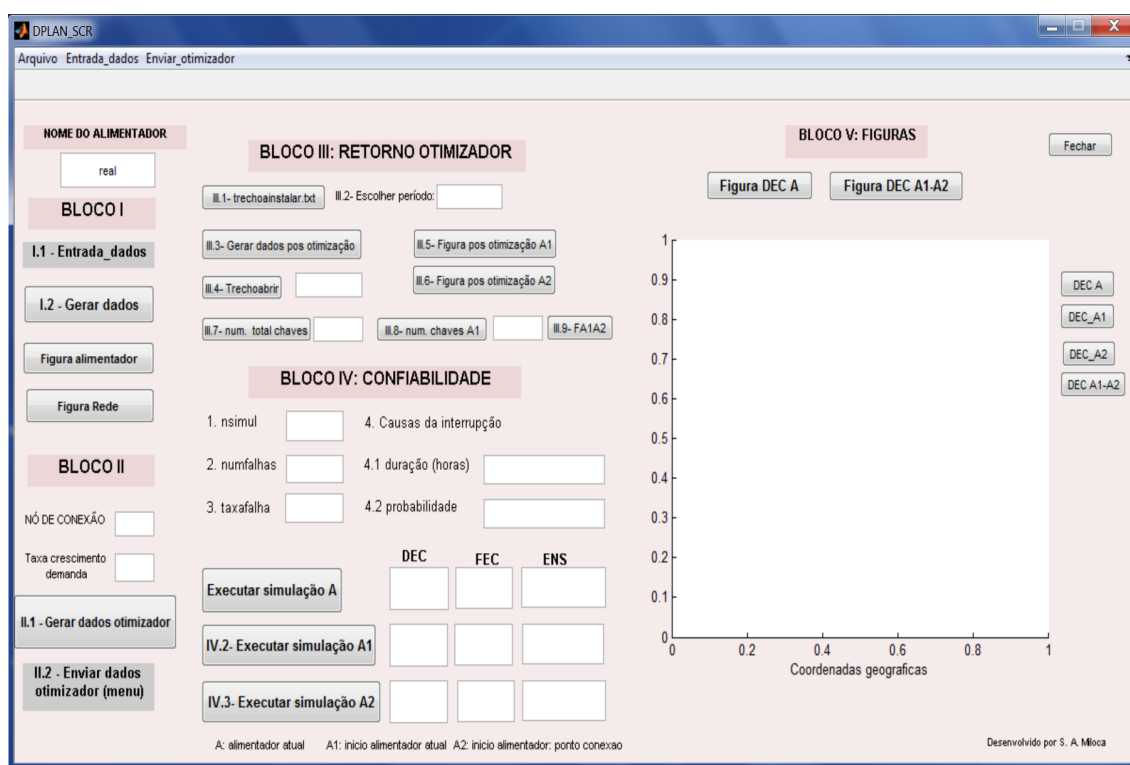 DPLAN_SCR
Arquivo Entrada_dados Enviar_otimizador
NOME DO ALIMENTADOR
real
BLOCO I
I.1 - Entrada_dados
I.2 - Gerar dados
Figura alimentador
Figura Rede
BLOCO II
NÓ DE CONEXÃO
Taxa crescimento
demanda
II.1 - Gerar dados otimizador
II.2 - Enviar dados
otimizador (menu)
BLOCO III: RETORNO OTIMIZADOR
III.1- trechoainstalar.txt III.2- Escolher período:
III.3- Gerar dados pos otimização III.5- Figura pos otimização A1
III.4- Trechoabrir III.6- Figura pos otimização A2
III.7- num. total chaves III.8- num. chaves A1 III.9- FA1A2
BLOCO IV: CONFIABILIDADE
1. nsimul 4. Causas da interrupção
2. numfalhas 4.1 duração (horas)
3. taxafalha 4.2 probabilidade
DEC FEC ENS
Executar simulação A
IV.2- Executar simulação A1
IV.3- Executar simulação A2
A: alimentador atual A1: inicio alimentador atual A2: inicio alimentador: ponto conexao
BLOCO V: FIGURAS
Fechar
Figura DEC A Figura DEC A1-A2
1
0.9
0.8
0.7
0.6
0.5
0.4
0.3
0.2
0.1
0
0 0.2 0.4 0.6 0.8 1
Coordenadas geograficas
DEC A
DEC_A1
DEC_A2
DEC A1-A2
Desenvolvido por S. A. Mloca